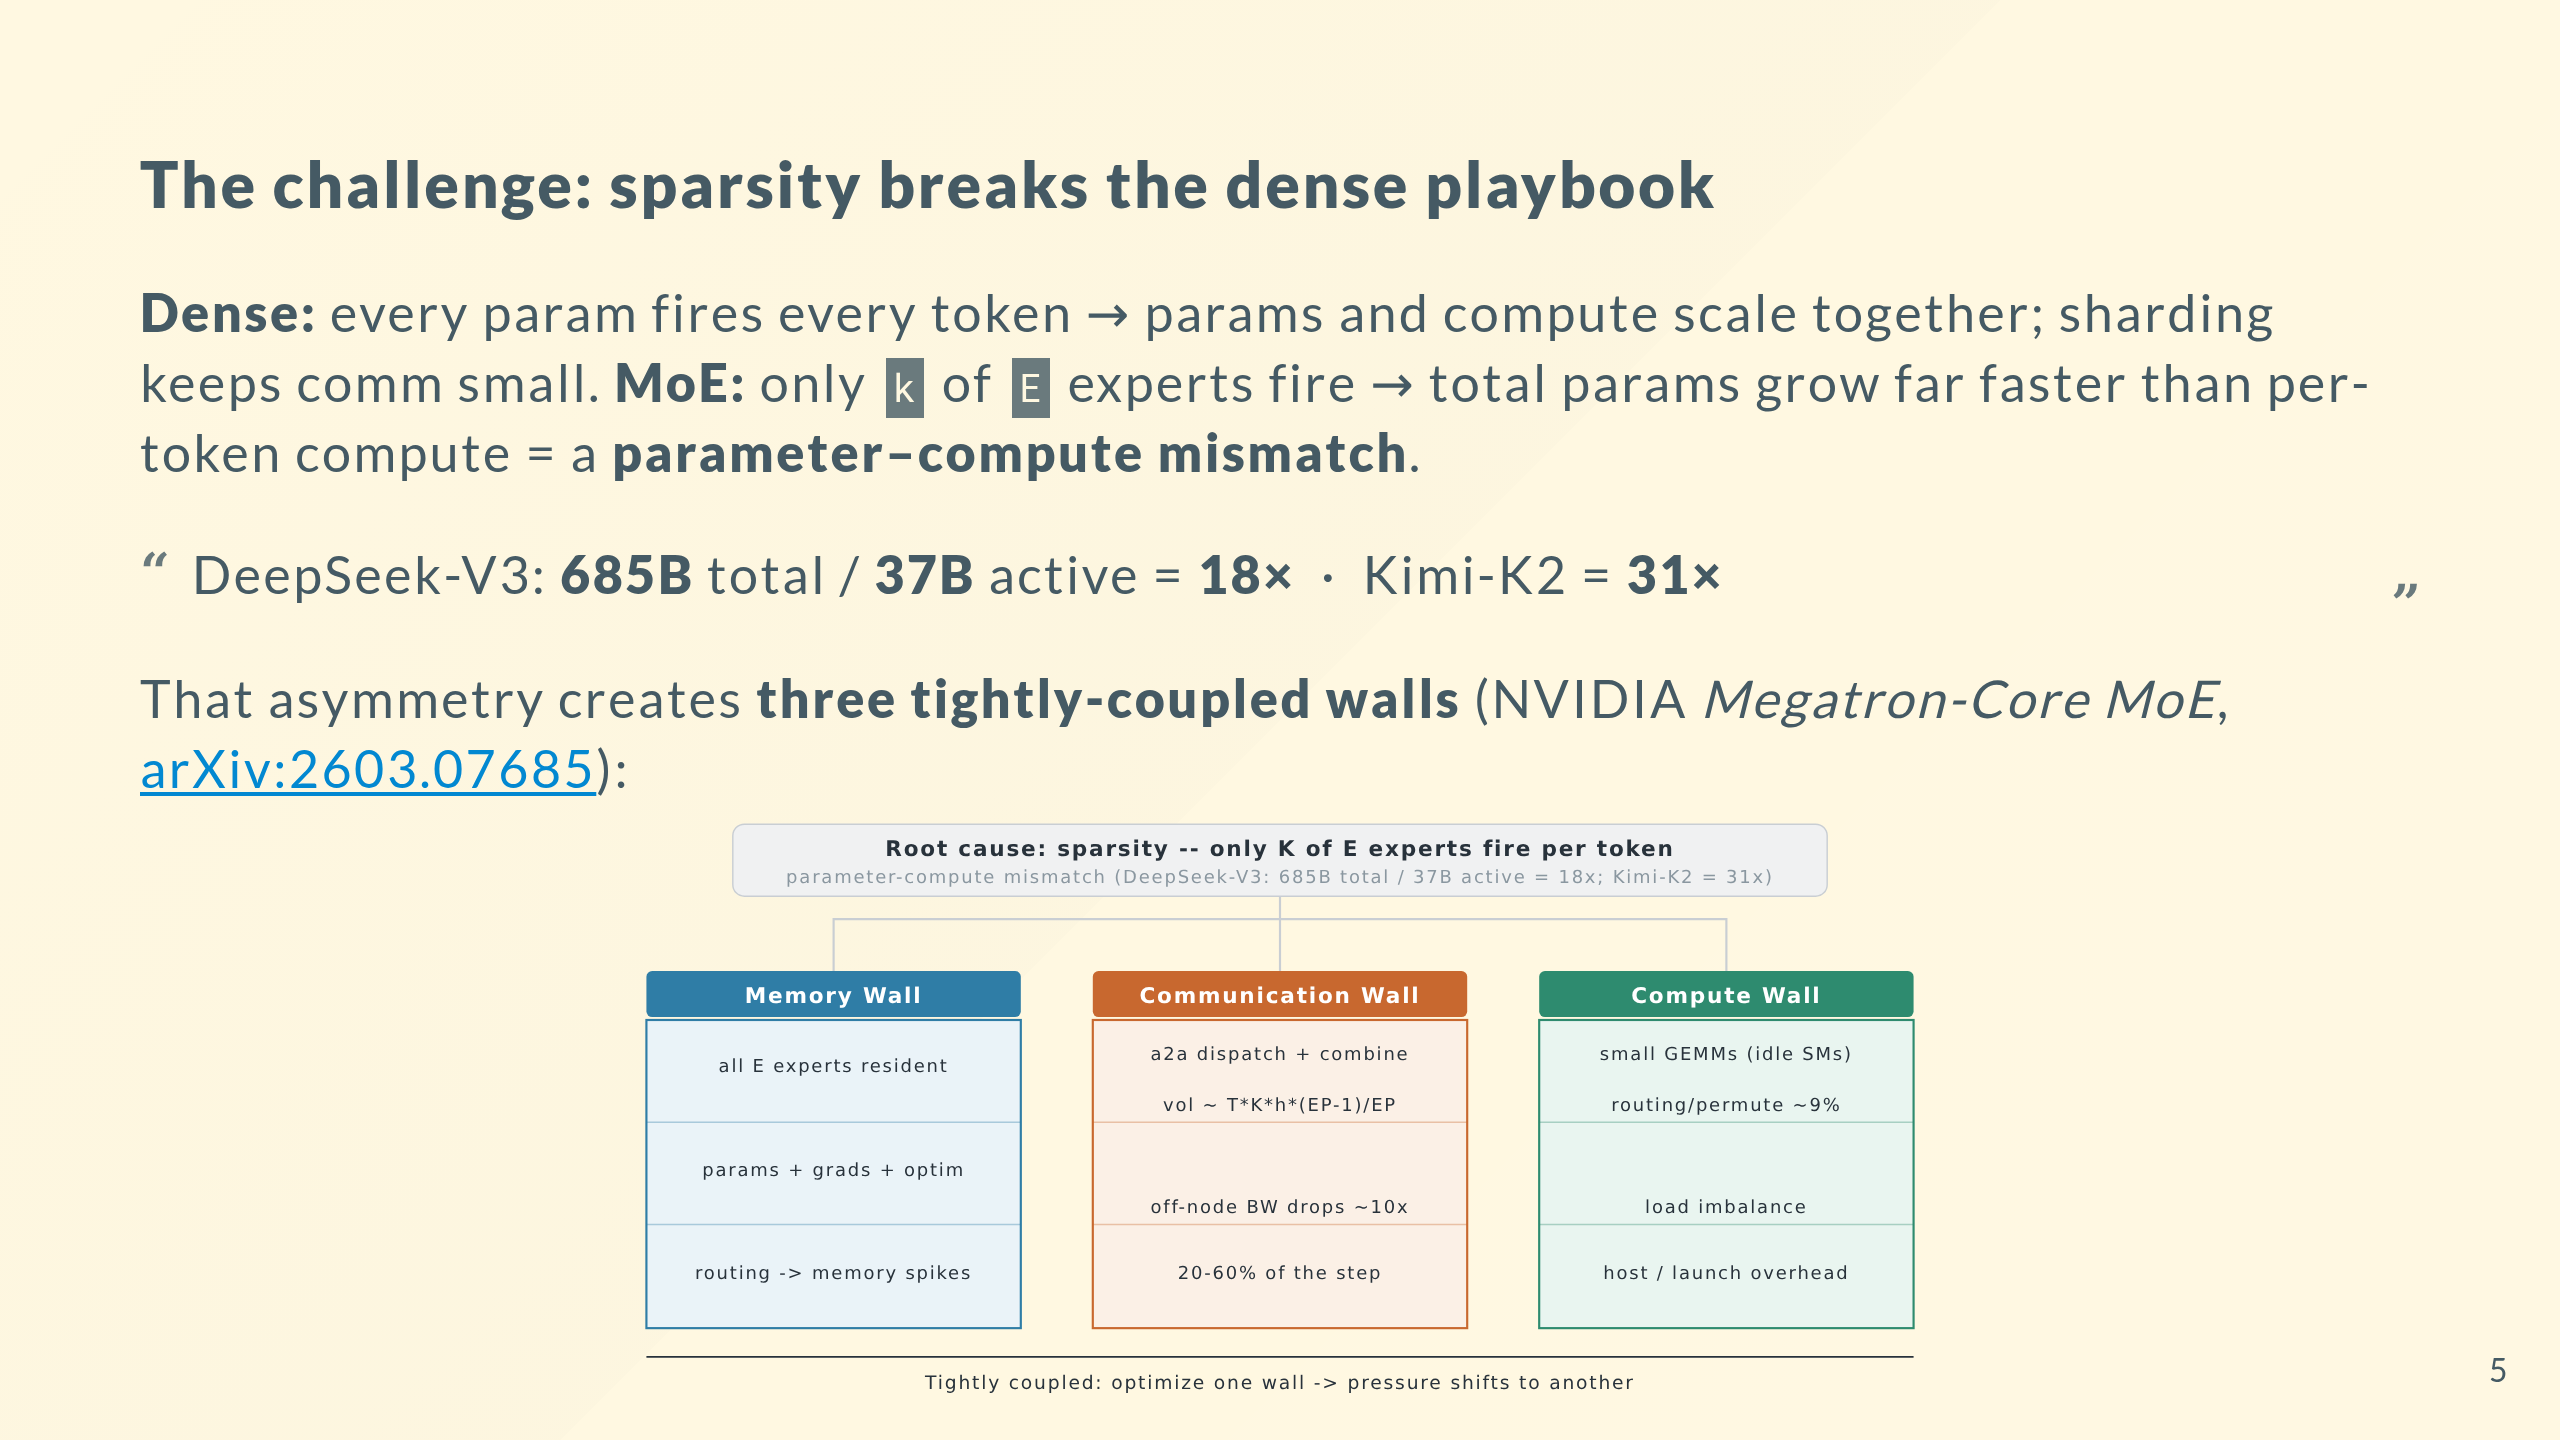 The challenge: sparsity breaks the dense playbook
Dense: every param fires every token → params and compute scale together; sharding
keeps comm small. MoE: only k of E experts fire → total params grow far faster than per-
token compute = a parameter–compute mismatch.
“ DeepSeek-V3: 685B total / 37B active = 18× · Kimi-K2 = 31× ”
That asymmetry creates three tightly-coupled walls (NVIDIA Megatron-Core MoE,
arXiv:2603.07685):
Root cause: sparsity -- only K of E experts fire per token
parameter-compute mismatch (DeepSeek-V3: 685B total / 37B active = 18x; Kimi-K2 = 31x)
Memory Wall
all E experts resident
params + grads + optim
routing -> memory spikes
Communication Wall
a2a dispatch + combine
vol ~ T*K*h*(EP-1)/EP
off-node BW drops ~10x
20-60% of the step
Compute Wall
small GEMMs (idle SMs)
routing/permute ~9%
load imbalance
host / launch overhead
Tightly coupled: optimize one wall -> pressure shifts to another
5